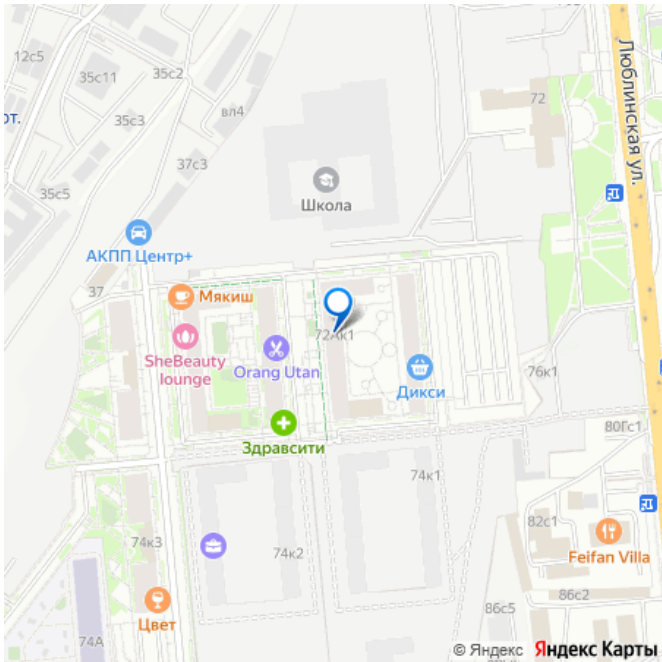 12с5
35с11
35с2
Люблинская ул.
72
от.
вл4
35с3
37с3
35с5
Школа
АКПП Центр+
37
Мякиш
72Ак1
SheBeauty
lounge
Orang Utan
Дикси
76к1
80Гс1
Здравсити
74к1
82с1
74к3
74к2
Feifan Villa
86с2
86с5
Цвет
74А
© Яндекс Яндекс Карты